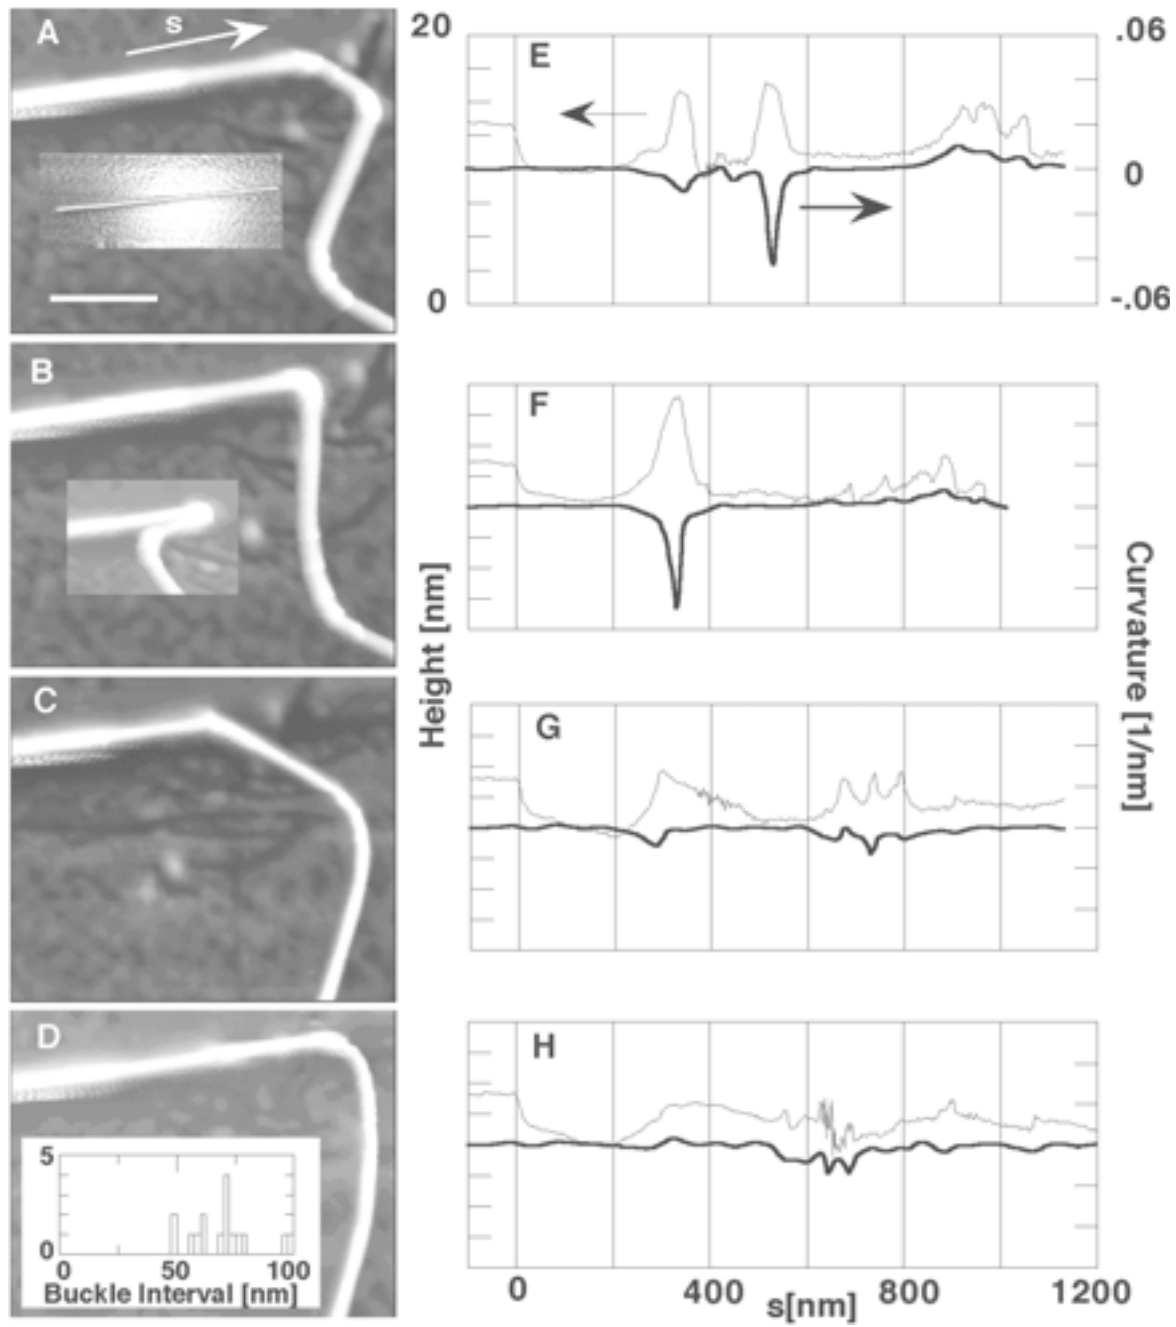 A
s
B
C
D
5
0
0 50 100
Buckle Interval [nm]
20
0
E
.06
0
-.06
F
G
H
Height [nm]
Curvature [1/nm]
0 400 800 1200
s[nm]